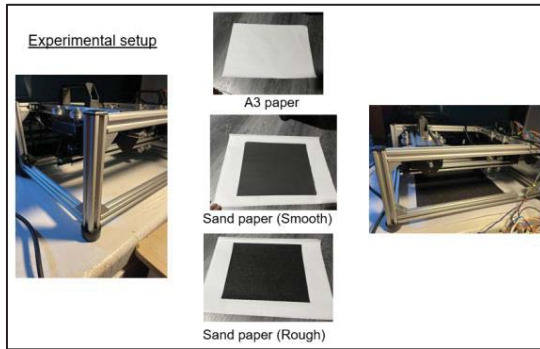 Experimental setup
A3 paper
Sand paper (Smooth)
Sand paper (Rough)